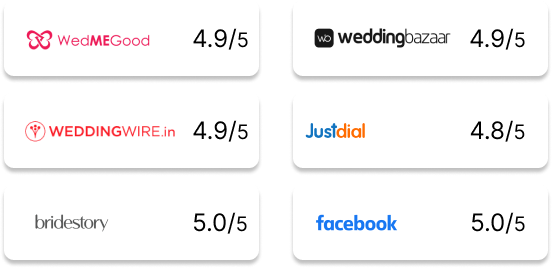 WedMEGood 4.9/5
WO weddingbazaar 4.9/5
WEDDINGWIRE.in 4.9/5
Justdial 4.8/5
bridestory 5.0/5
facebook 5.0/5